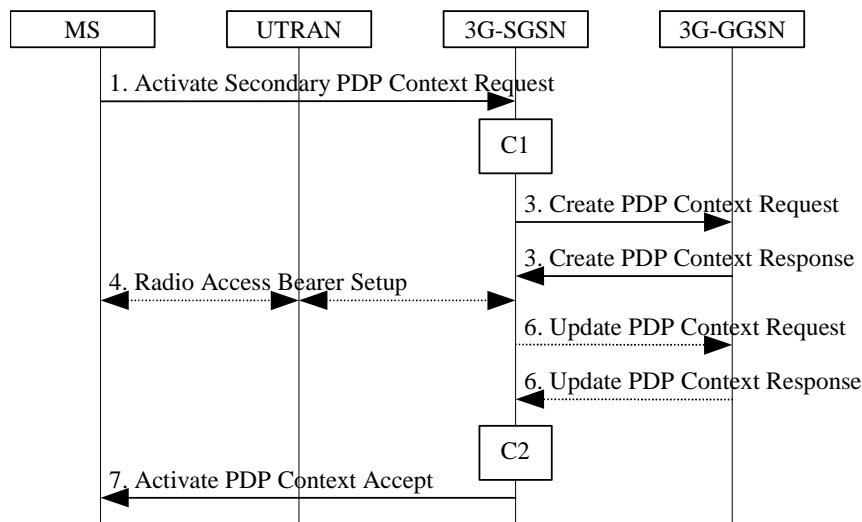 MS
UTRAN
3G-SGSN
3G-GGSN
1. Activate Secondary PDP Context Request
C1
3. Create PDP Context Request
3. Create PDP Context Response
4. Radio Access Bearer Setup
6. Update PDP Context Request
6. Update PDP Context Response
C2
7. Activate PDP Context Accept